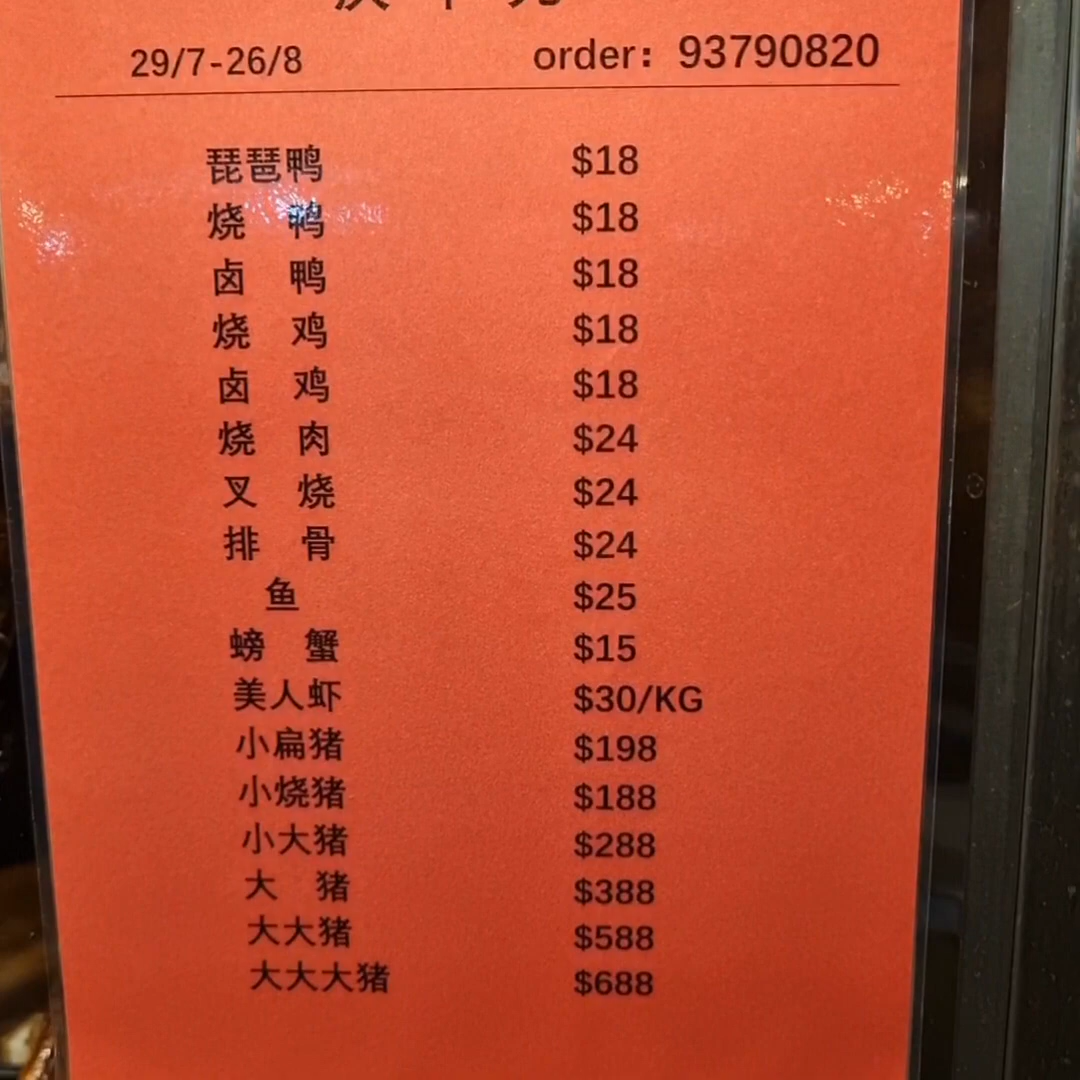 29/7-26/8 order: 93790820
琵琶鸭 $18
烧 鸭 $18
卤 鸭 $18
烧 鸡 $18
卤 鸡 $18
烧 肉 $24
叉 烧 $24
排 骨 $24
鱼 $25
螃 蟹 $15
美人虾 $30/KG
小扁猪 $198
小烧猪 $188
小大猪 $288
大 猪 $388
大大猪 $588
大大大猪 $688